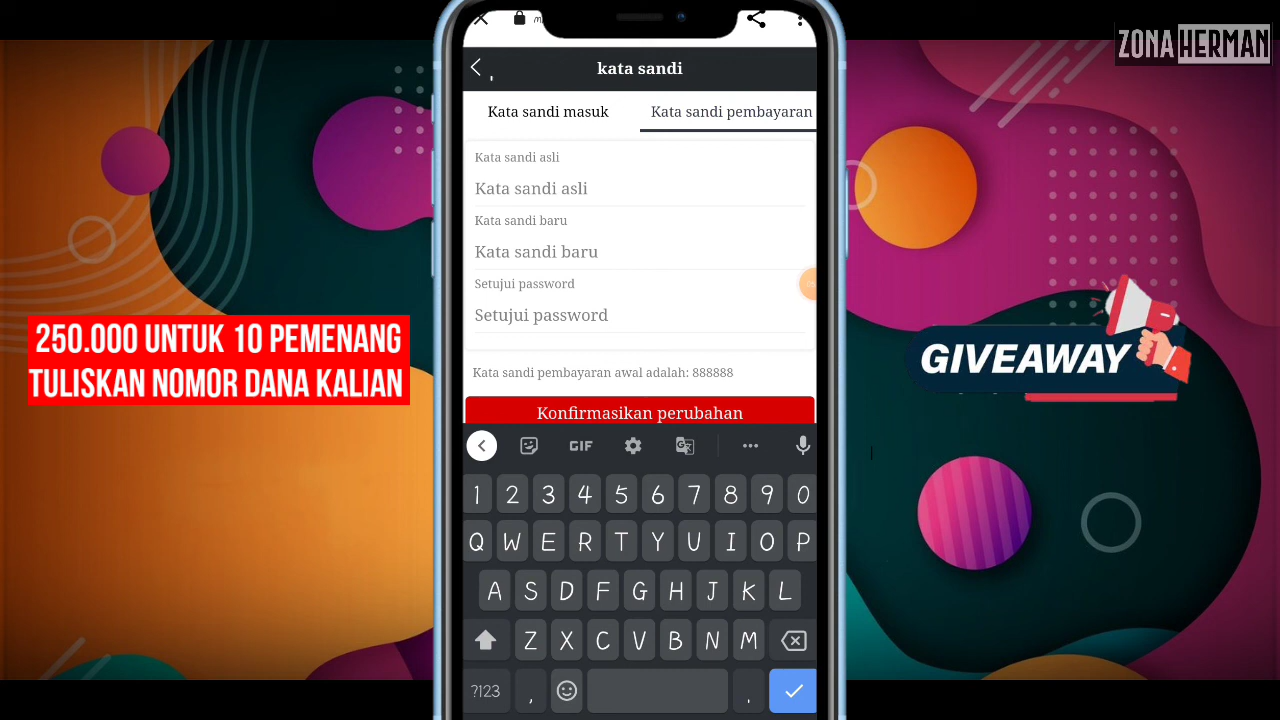 ZONAHERMAN
kata sandi
Kata sandi masuk
Kata sandi pembayaran
Kata sandi asli
Kata sandi asli
Kata sandi baru
Kata sandi baru
Setujui password
Setujui password
Kata sandi pembayaran awal adalah: 888888
Konfirmasikan perubahan
250.000 UNTUK 10 PEMENANG
TULISKAN NOMOR DANA KALIAN
GIVEAWAY
GIF
1 2 3 4 5 6 7 8 9 0
Q W E R T Y U I O P
A S D F G H J K L
Z X C V B N M
?123 , .